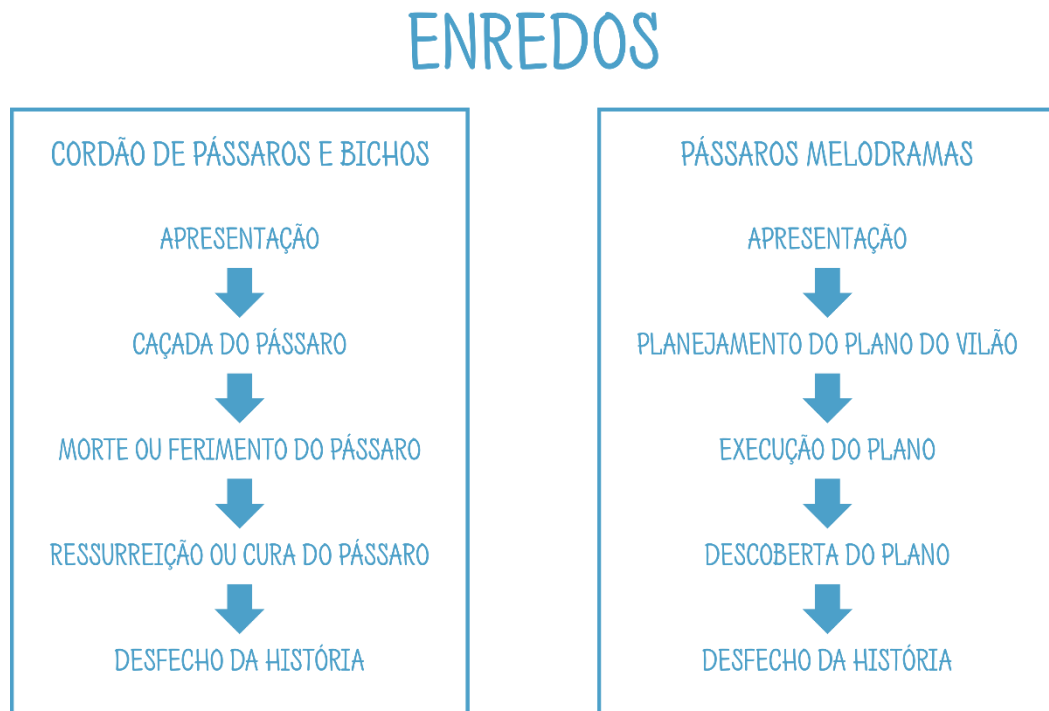 ENREDOS
CORDÃO DE PÁSSAROS E BICHOS
APRESENTAÇÃO
CAÇADA DO PÁSSARO
MORTE OU FERIMENTO DO PÁSSARO
RESSURREIÇÃO OU CURA DO PÁSSARO
DESFECHO DA HISTÓRIA
PÁSSAROS MELODRAMAS
APRESENTAÇÃO
PLANEJAMENTO DO PLANO DO VILÃO
EXECUÇÃO DO PLANO
DESCOBERTA DO PLANO
DESFECHO DA HISTÓRIA